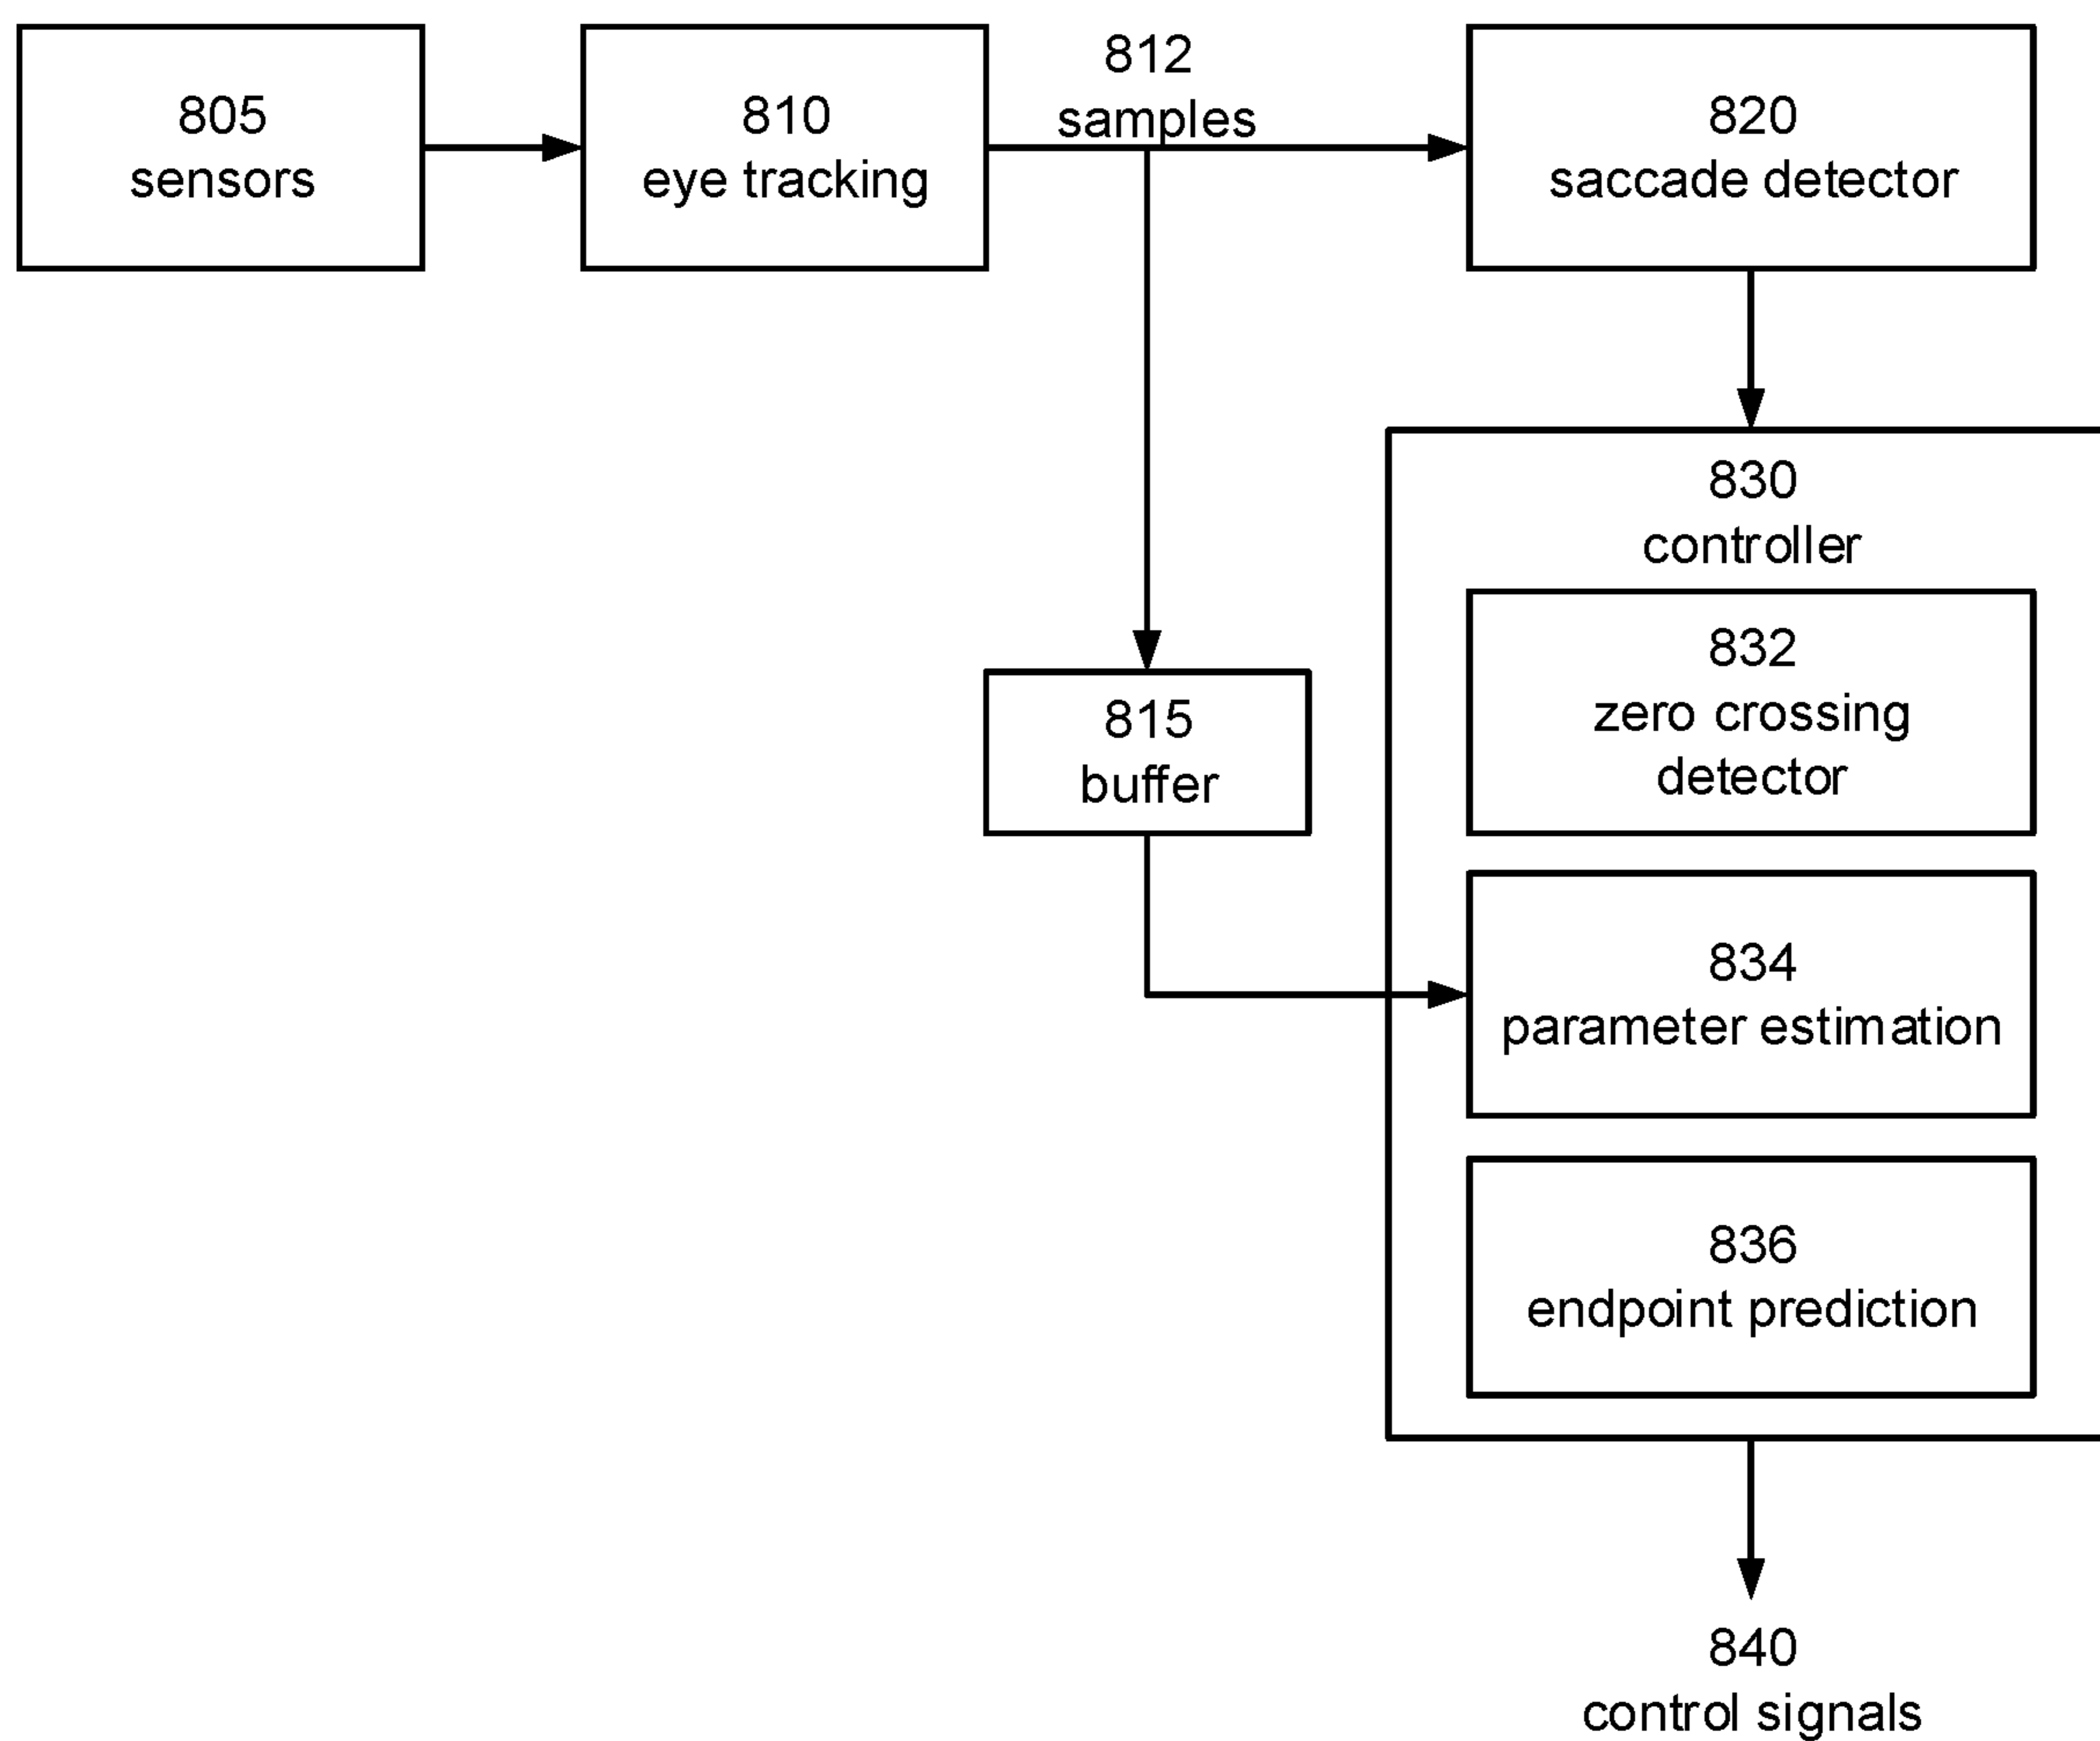 805
sensors
810
eye tracking
812
samples
820
saccade detector
830
controller
832
zero crossing
detector
815
buffer
834
parameter estimation
836
endpoint prediction
840
control signals